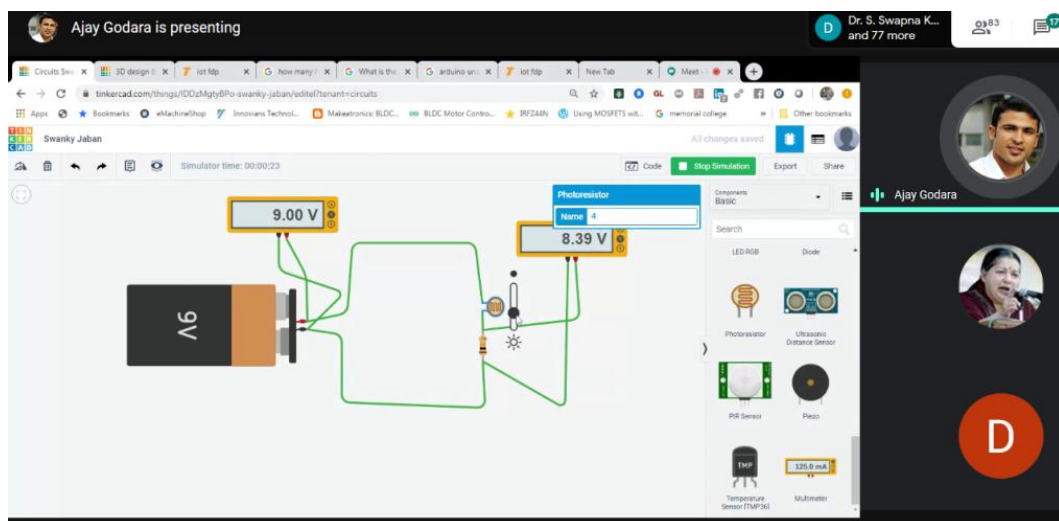 Ajay Godara is presenting
D
Dr. S. Swapna K...
and 77 more
83
17
Circuits Swa
3D design
iot fdp
G how many
G What is the
G arduino un
iot fdp
New Tab
Meet -
tinkercad.com/things/
-swanky-jaban/editel?tenant=circuits
GL
Apps
Bookmarks
eMachineShop
Innovians Technol...
Makeatronics: BLDC...
BLDC Motor Contro...
IRFZ44N
Using MOSFETS wit...
G memorial college
Other bookmarks
TIN
KER
CAD
Swanky Jaban
All changes saved
Simulator time: 00:00:23
Code
Stop Simulation
Export
Share
9.00 V
Photoresistor
Name 4
8.39 V
9V
Components
Basic
Search
LED RGB
Diode
Photoresistor
Ultrasonic
Distance Sensor
PIR Sensor
Piezo
TMP
125.0 mA
Temperature
Sensor [TMP36]
Multimeter
Ajay Godara
D